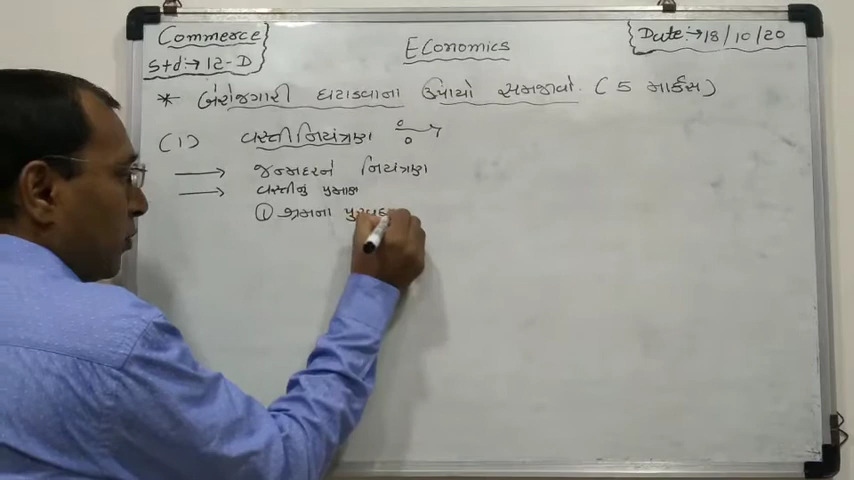 Commerce
Std:→ 12-D
Economics
Date:→18/10/20
* બેરોજગારી ઘટાડવાના ઉપાયો સમજાવો. (5 માર્કસ)
(1) વસ્તીનિયંત્રણ
→ જન્મદરનું નિયંત્રણ
→ વસ્તીનું પ્રમાણ
① શ્રમના